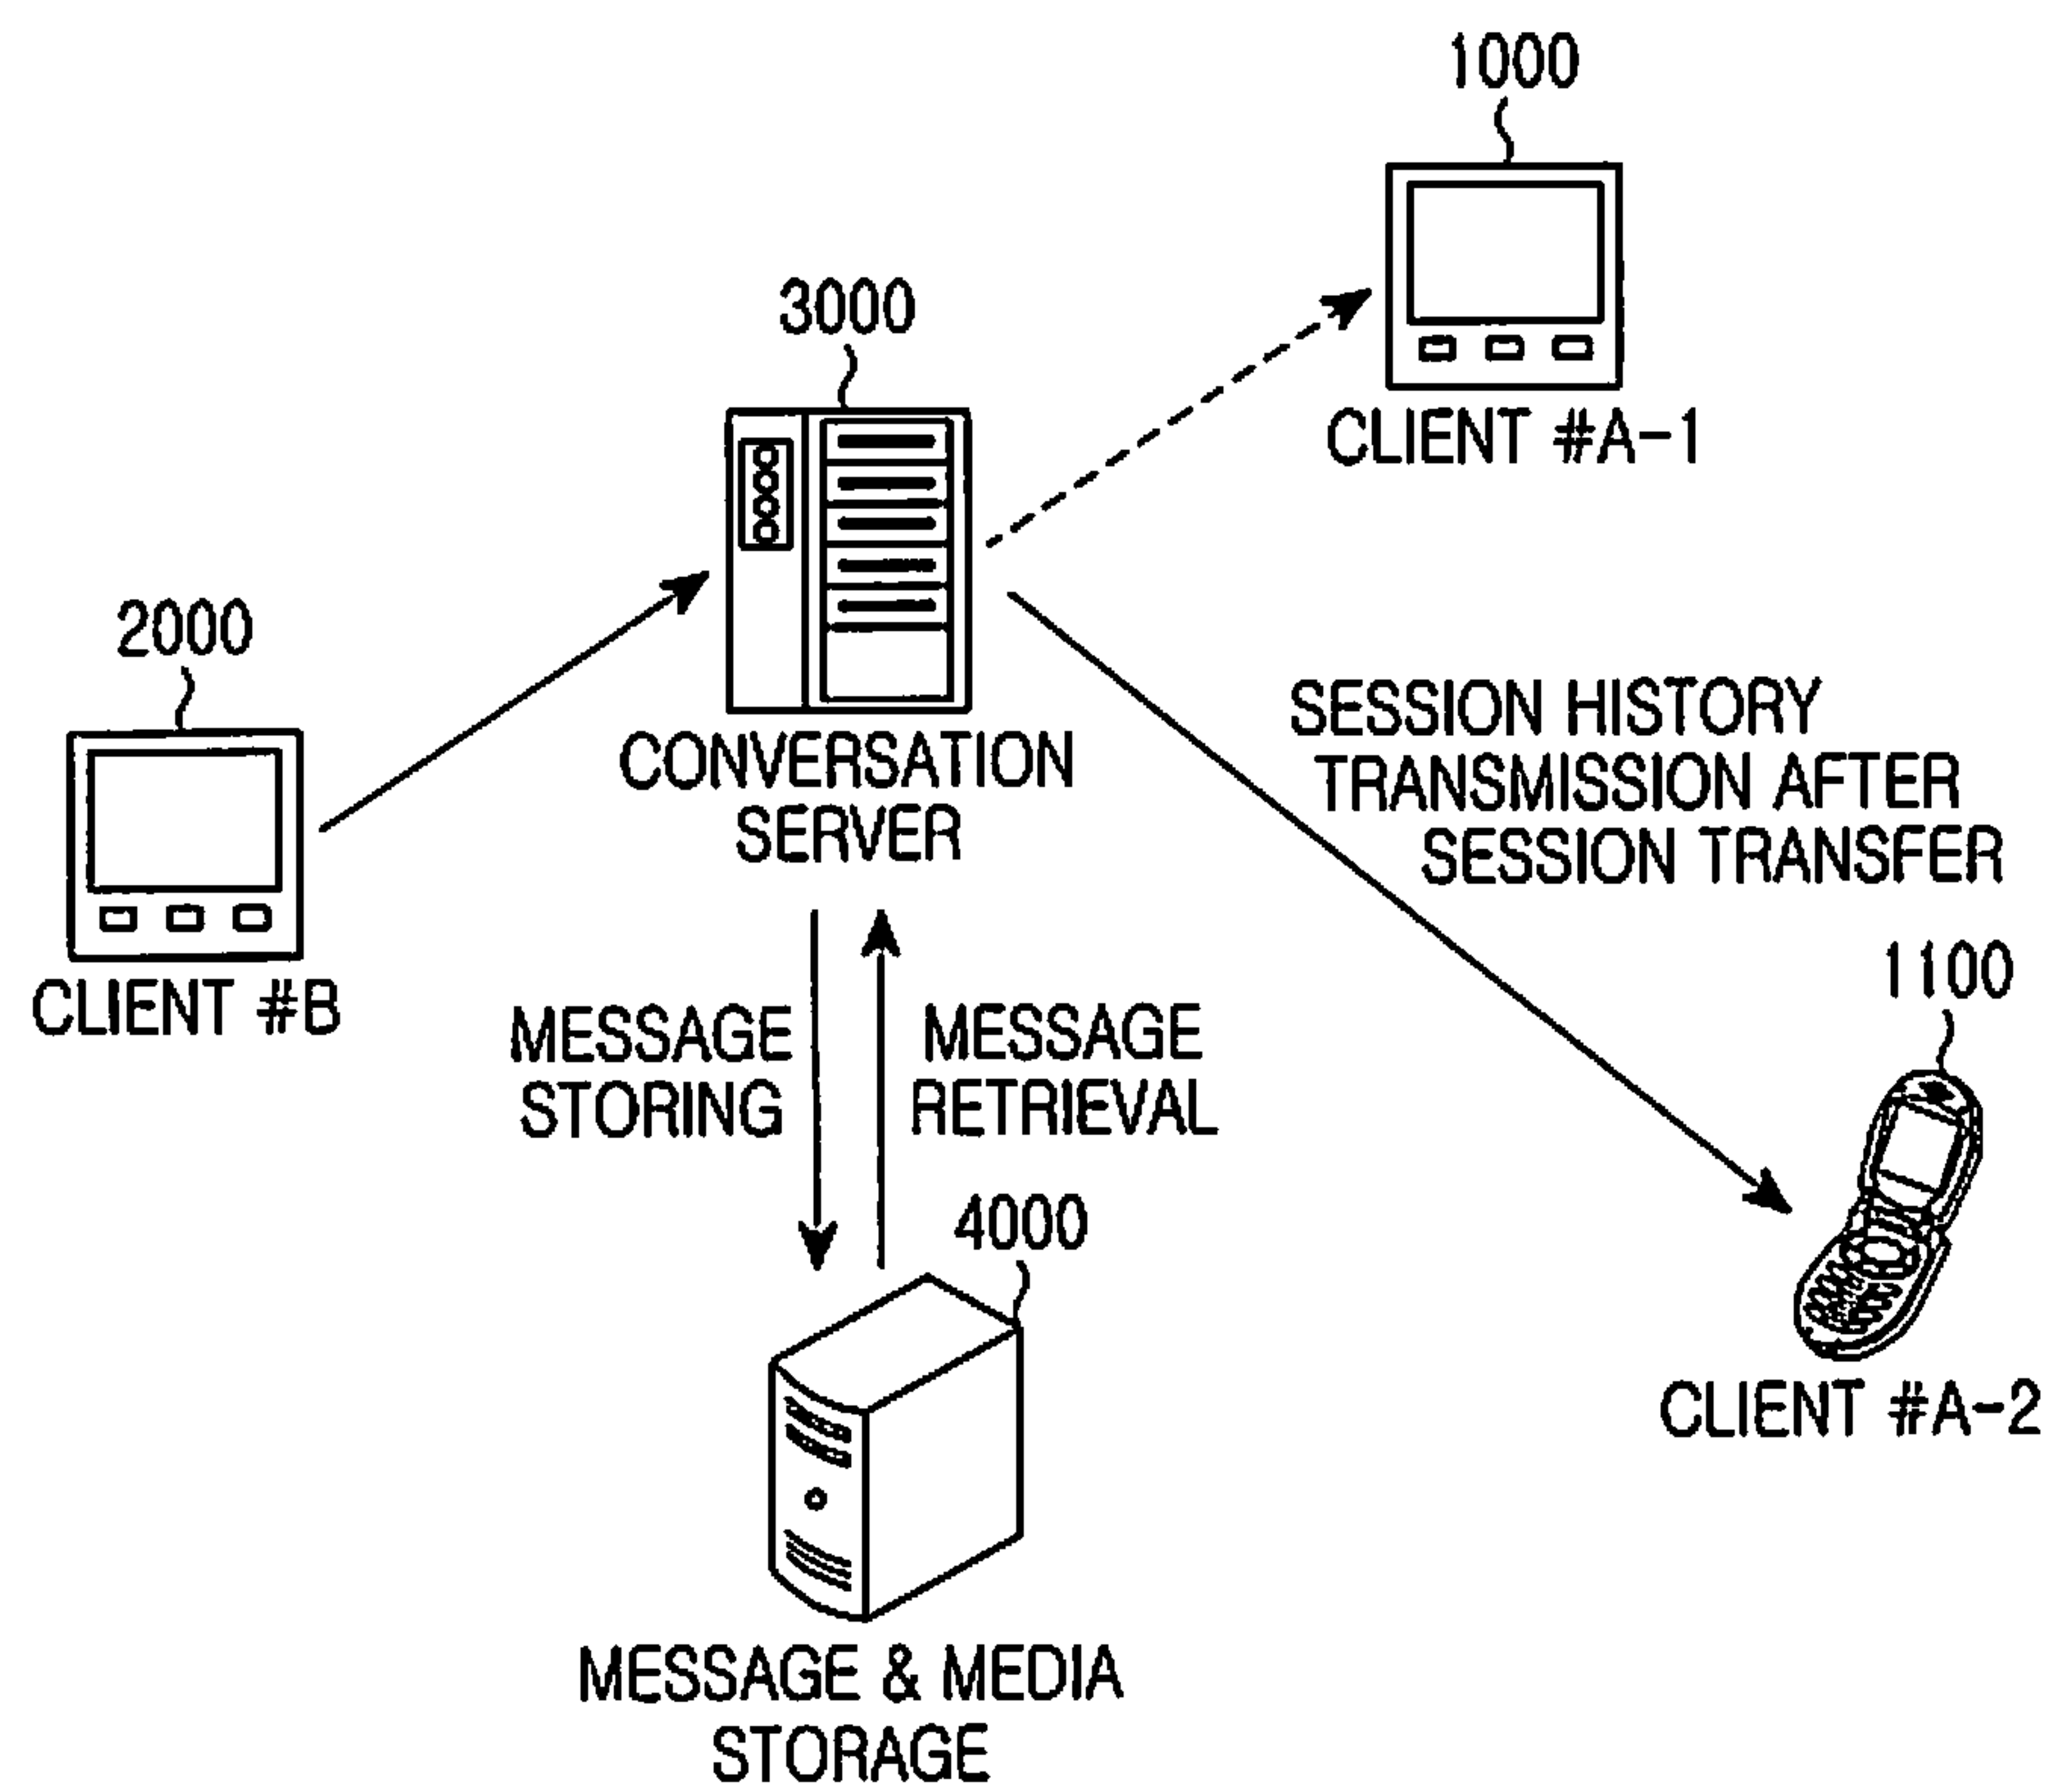 1000
CLIENT #A-1
3000
CONVERSATION
SERVER
2000
CLIENT #B
SESSION HISTORY
TRANSMISSION AFTER
SESSION TRANSFER
1100
CLIENT #A-2
MESSAGE
STORING
MESSAGE
RETRIEVAL
4000
MESSAGE & MEDIA
STORAGE